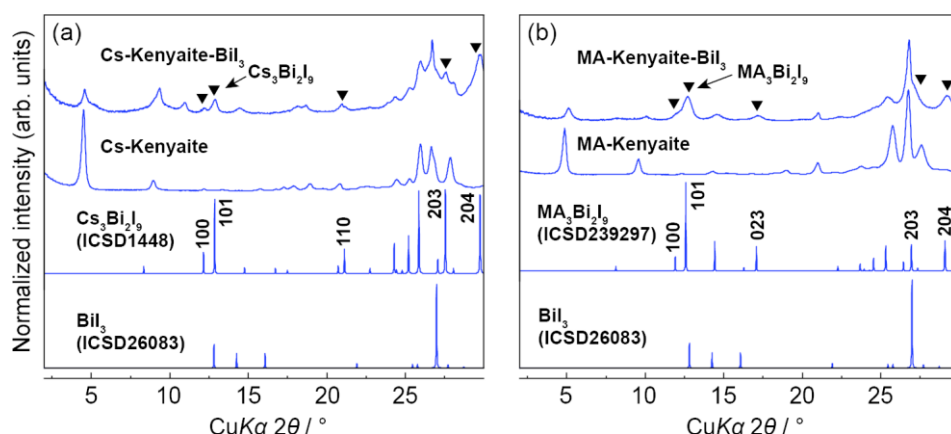 Normalized intensity (arb. units)
(a)
Cs-Kenyaite-BiI₃
Cs₃Bi₂I₉
Cs-Kenyaite
Cs₃Bi₂I₉
(ICSD1448)
100
101
110
203
204
BiI₃
(ICSD26083)
5 10 15 20 25
CuKα 2θ / °
(b)
MA-Kenyaite-BiI₃
MA₃Bi₂I₉
MA-Kenyaite
MA₃Bi₂I₉
(ICSD239297)
100
101
023
203
204
BiI₃
(ICSD26083)
5 10 15 20 25
CuKα 2θ / °